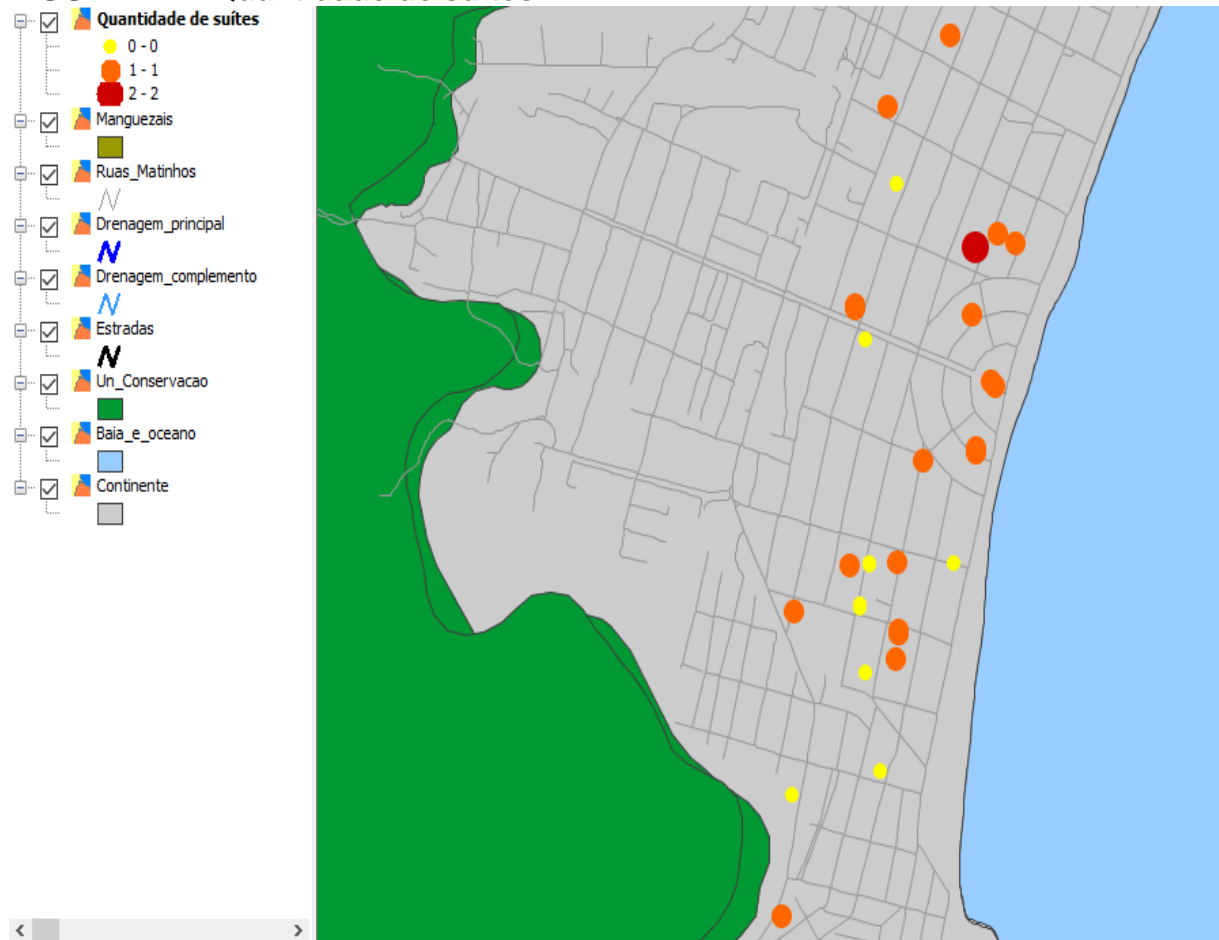 Quantidade de suítes
0 - 0
1 - 1
2 - 2
Manguezais
Ruas_Matinhos
Drenagem_principal
Drenagem_complemento
Estradas
Un_Conservacao
Baia_e_oceano
Continente